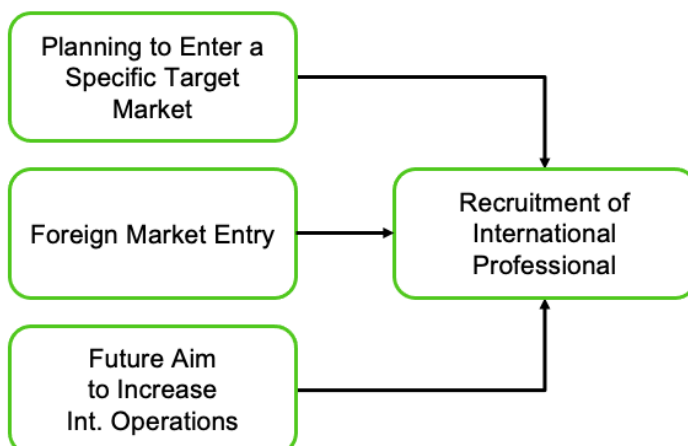 Planning to Enter a
Specific Target
Market
Foreign Market Entry
Recruitment of
International
Professional
Future Aim
to Increase
Int. Operations